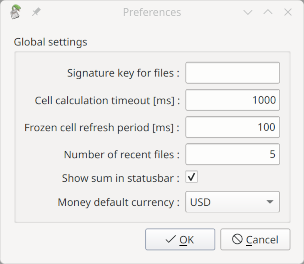 Preferences
Global settings
Signature key for files :
Cell calculation timeout [ms] : 1000
Frozen cell refresh period [ms] : 100
Number of recent files : 5
Show sum in statusbar :
Money default currency : USD
OK Cancel